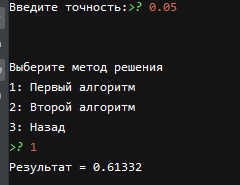 Введите точность:>? 0.05
Выберите метод решения
1: Первый алгоритм
2: Второй алгоритм
3: Назад
>? 1
Результат = 0.61332